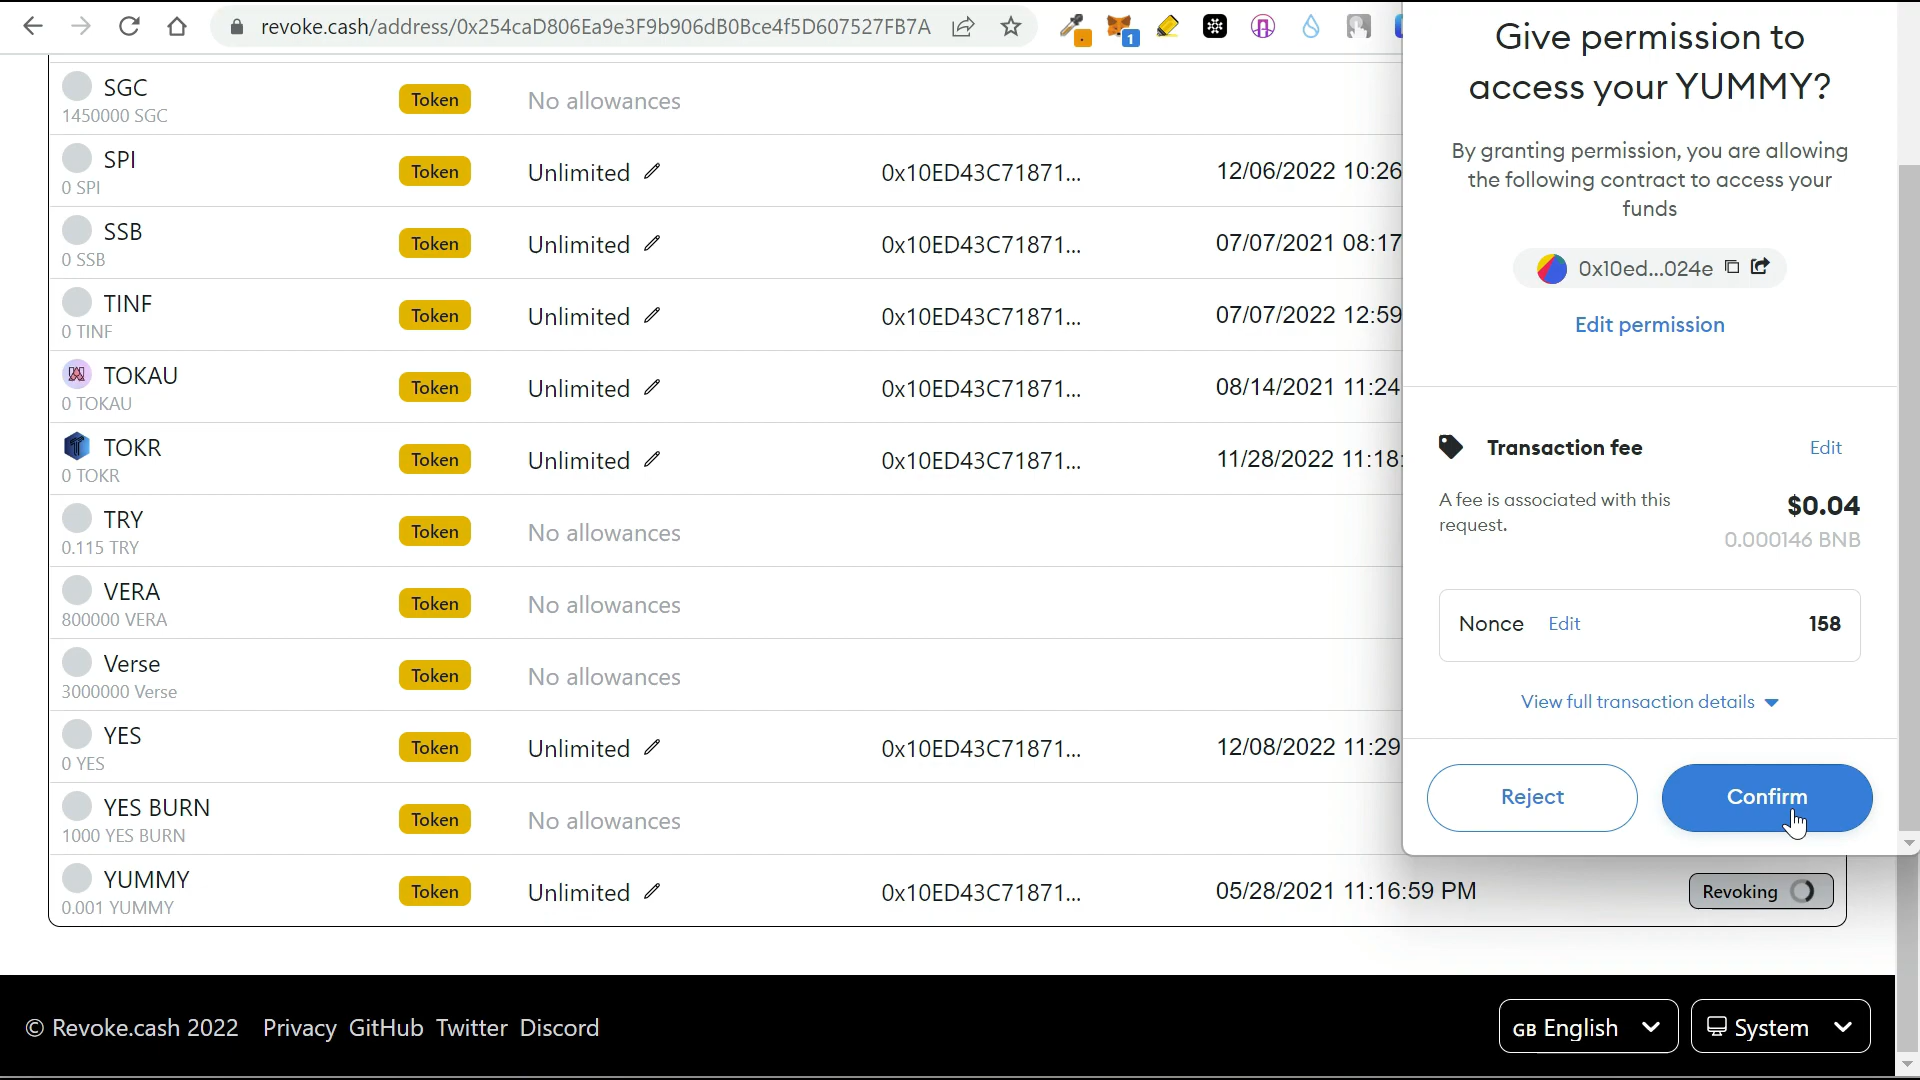 revoke.cash/address/0x254caD806Ea9e3F9b906dB0Bce4f5D607527FB7A
1
SGC
1450000 SGC
Token
No allowances
SPI
0 SPI
Token
Unlimited
0x10ED43C71871...
12/06/2022 10:26
SSB
0 SSB
Token
Unlimited
0x10ED43C71871...
07/07/2021 08:17
TINF
0 TINF
Token
Unlimited
0x10ED43C71871...
07/07/2022 12:59
TOKAU
0 TOKAU
Token
Unlimited
0x10ED43C71871...
08/14/2021 11:24
TOKR
0 TOKR
Token
Unlimited
0x10ED43C71871...
11/28/2022 11:18:
TRY
0.115 TRY
Token
No allowances
VERA
800000 VERA
Token
No allowances
Verse
3000000 Verse
Token
No allowances
YES
0 YES
Token
Unlimited
0x10ED43C71871...
12/08/2022 11:29
YES BURN
1000 YES BURN
Token
No allowances
YUMMY
0.001 YUMMY
Token
Unlimited
0x10ED43C71871...
05/28/2021 11:16:59 PM
Revoking
Give permission to
access your YUMMY?
By granting permission, you are allowing
the following contract to access your
funds
0x10ed...024e
Edit permission
Transaction fee
Edit
A fee is associated with this
request.
$0.04
0.000146 BNB
Nonce Edit 158
View full transaction details
Reject
Confirm
© Revoke.cash 2022 Privacy GitHub Twitter Discord
GB English
System